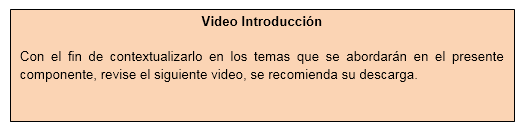 Video Introducción
Con el fin de contextualizarlo en los temas que se abordarán en el presente
componente, revise el siguiente video, se recomienda su descarga.